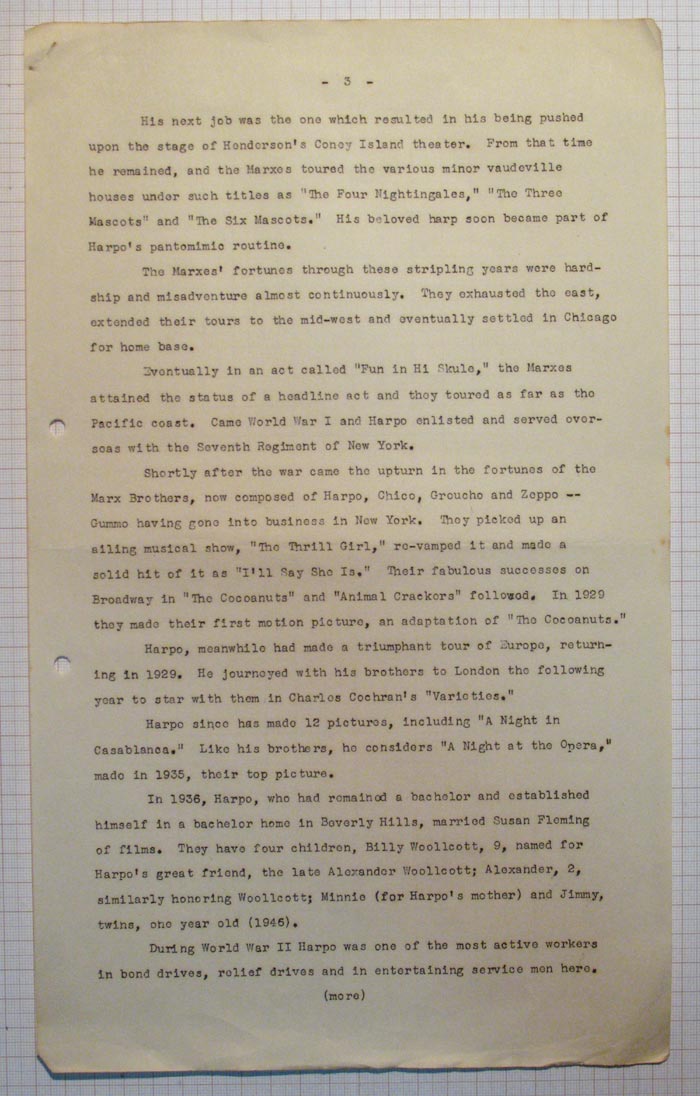 - 3 -
His next job was the one which resulted in his being pushed
upon the stage of Henderson's Coney Island theater. From that time
he remained, and the Marxes toured the various minor vaudeville
houses under such titles as "The Four Nightingales," "The Three
Mascots" and "The Six Mascots." His beloved harp soon became part of
Harpo's pantomimic routine.
The Marxes' fortunes through these stripling years were hard-
ship and misadventure almost continuously. They exhausted the east,
extended their tours to the mid-west and eventually settled in Chicago
for home base.
Eventually in an act called "Fun in Hi Skule," the Marxes
attained the status of a headline act and they toured as far as the
Pacific coast. Came World War I and Harpo enlisted and served over-
seas with the Seventh Regiment of New York.
Shortly after the war came the upturn in the fortunes of the
Marx Brothers, now composed of Harpo, Chico, Groucho and Zeppo --
Gummo having gone into business in New York. They picked up an
ailing musical show, "The Thrill Girl," re-vamped it and made a
solid hit of it as "I'll Say She Is." Their fabulous successes on
Broadway in "The Cocoanuts" and "Animal Crackers" followed. In 1929
they made their first motion picture, an adaptation of "The Cocoanuts."
Harpo, meanwhile had made a triumphant tour of Europe, return-
ing in 1929. He journeyed with his brothers to London the following
year to star with them in Charles Cochran's "Varieties."
Harpo since has made 12 pictures, including "A Night in
Casablanca." Like his brothers, he considers "A Night at the Opera,"
made in 1935, their top picture.
In 1936, Harpo, who had remained a bachelor and established
himself in a bachelor home in Beverly Hills, married Susan Fleming
of films. They have four children, Billy Woollcott, 9, named for
Harpo's great friend, the late Alexander Woollcott; Alexander, 2,
similarly honoring Woollcott; Minnie (for Harpo's mother) and Jimmy,
twins, one year old (1946).
During World War II Harpo was one of the most active workers
in bond drives, relief drives and in entertaining service men here.
(more)